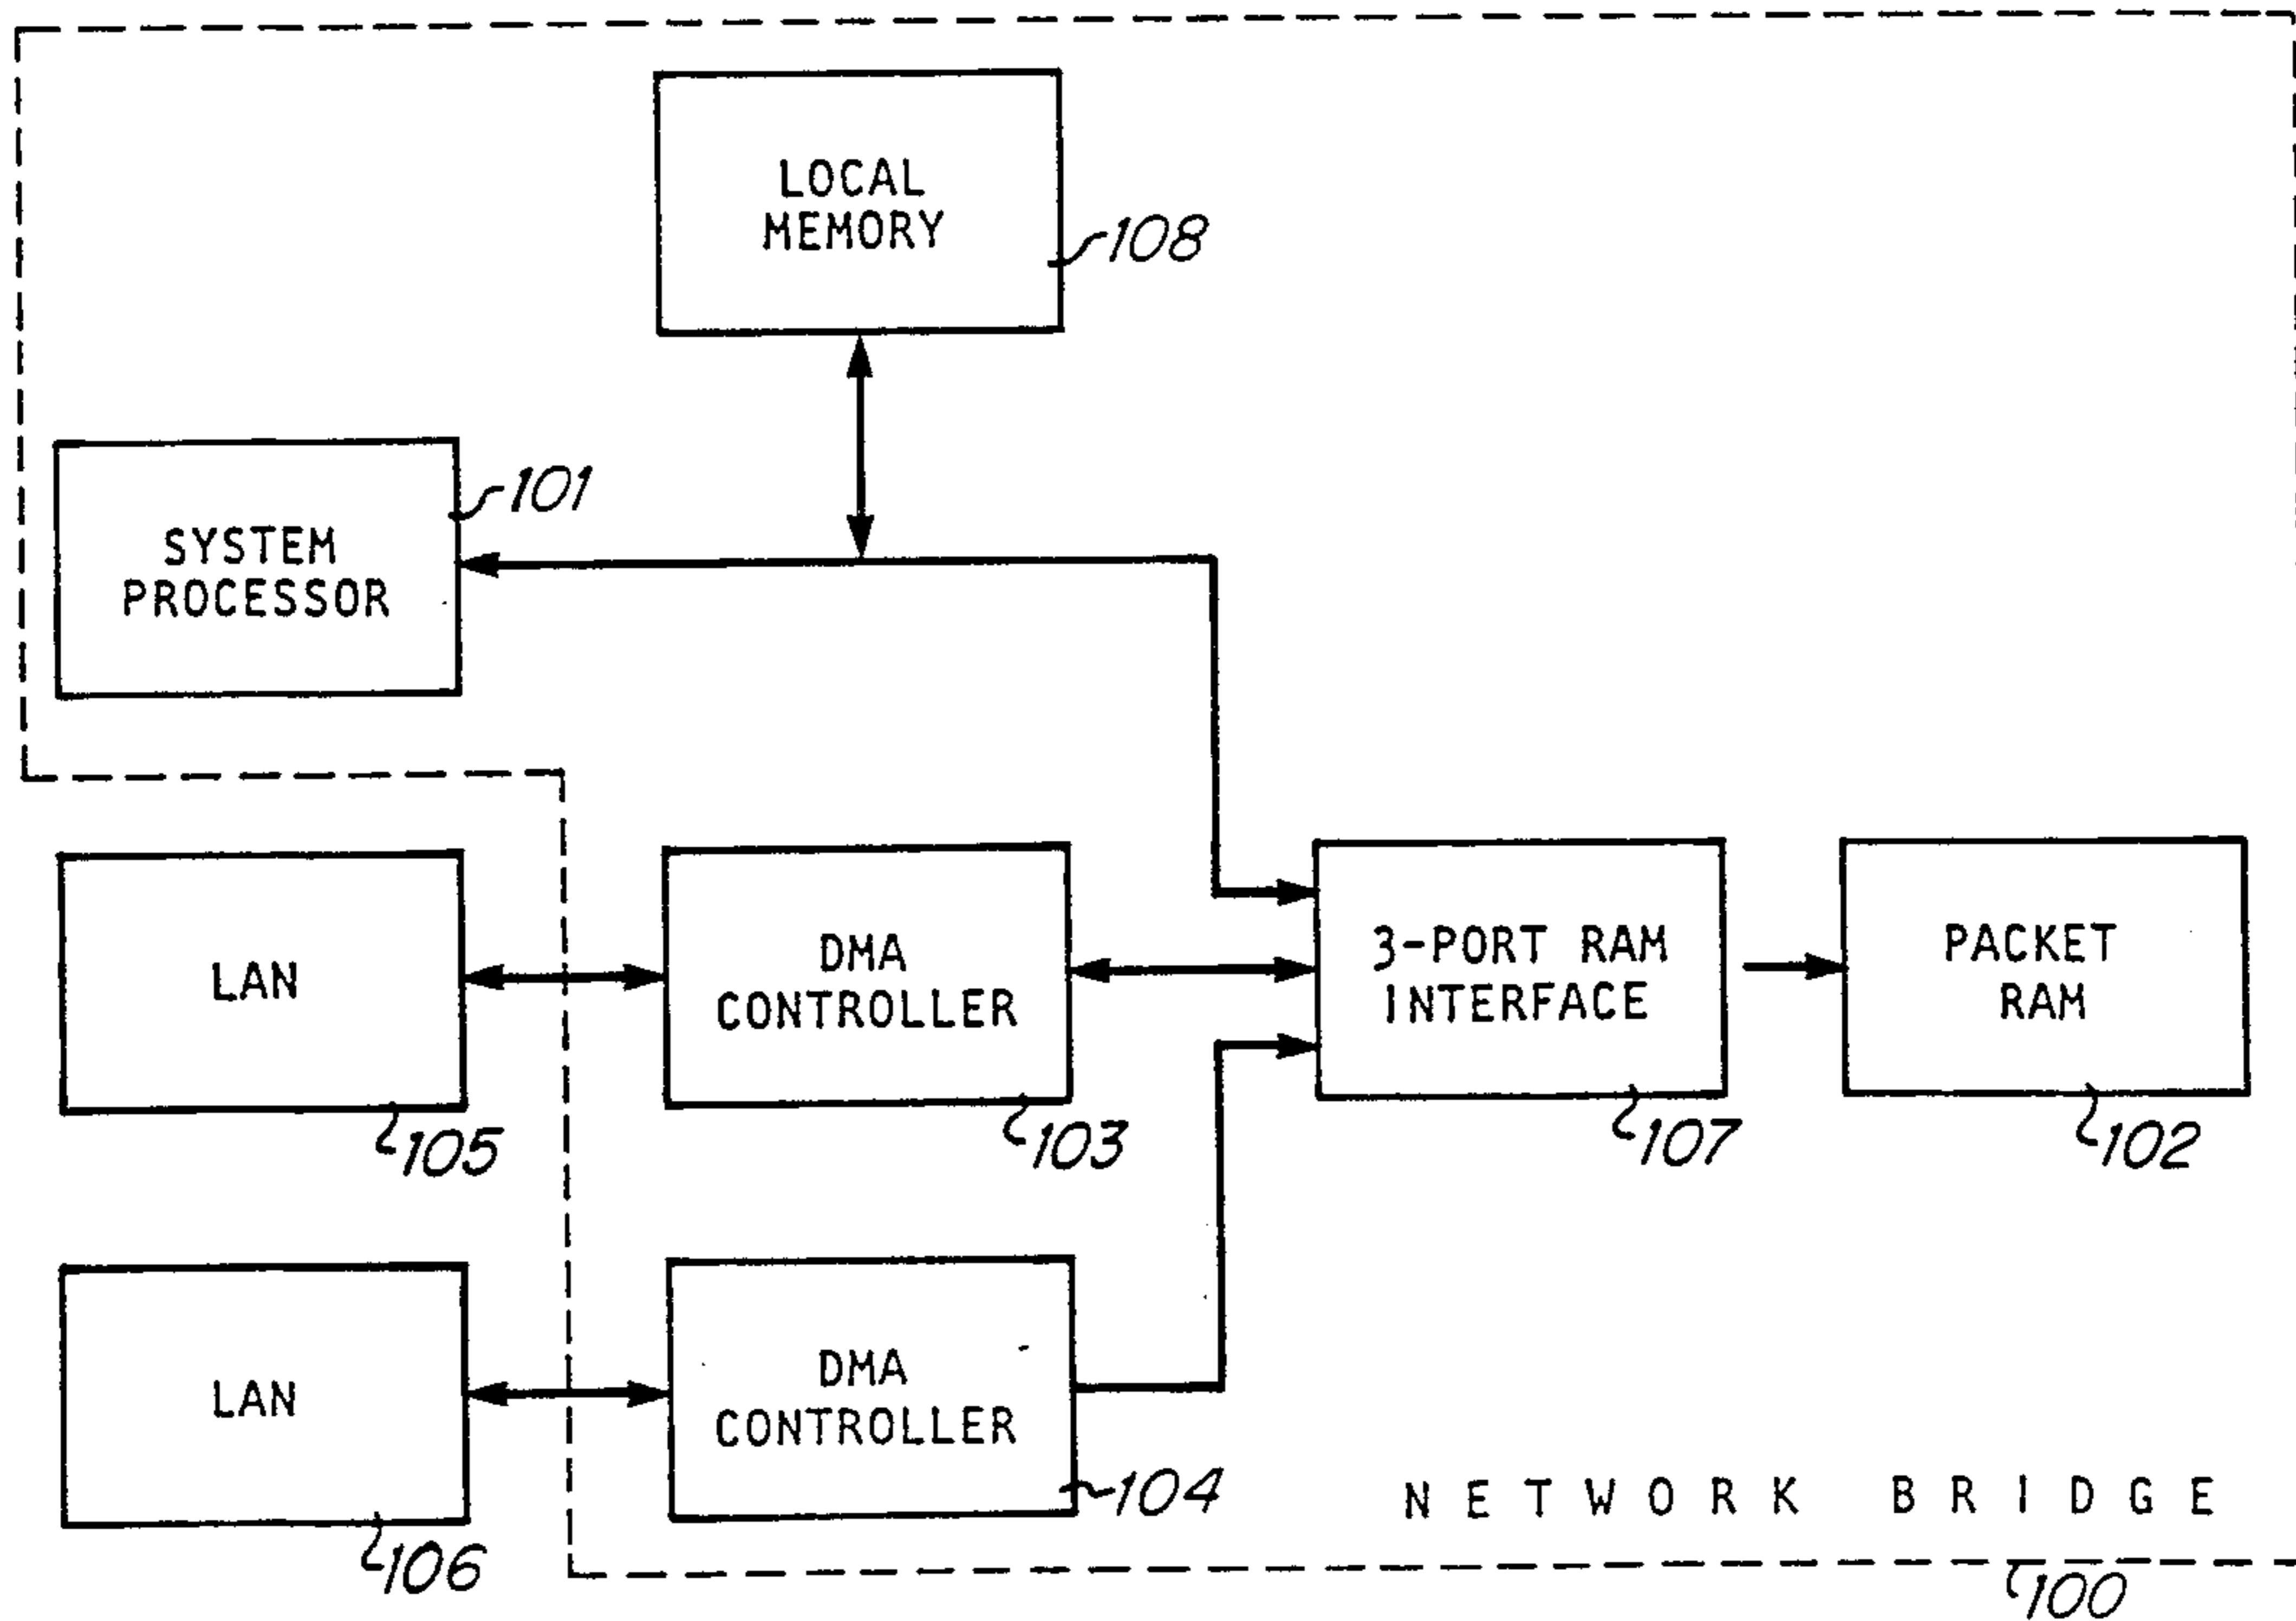 LOCAL
MEMORY
108
SYSTEM
PROCESSOR
101
LAN
105
DMA
CONTROLLER
103
3-PORT RAM
INTERFACE
107
PACKET
RAM
102
LAN
106
DMA
CONTROLLER
104
NETWORK BRIDGE
100